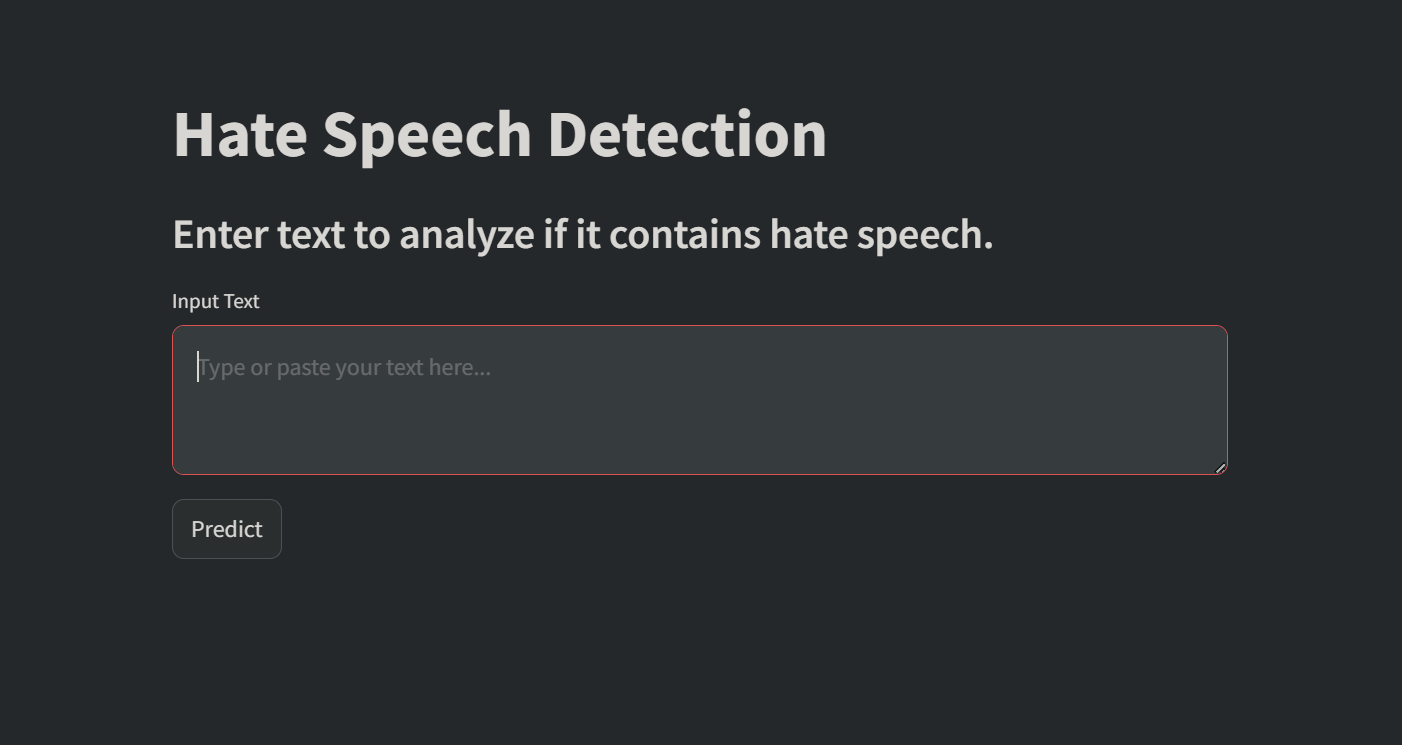 Hate Speech Detection
Enter text to analyze if it contains hate speech.
Input Text
Type or paste your text here...
Predict